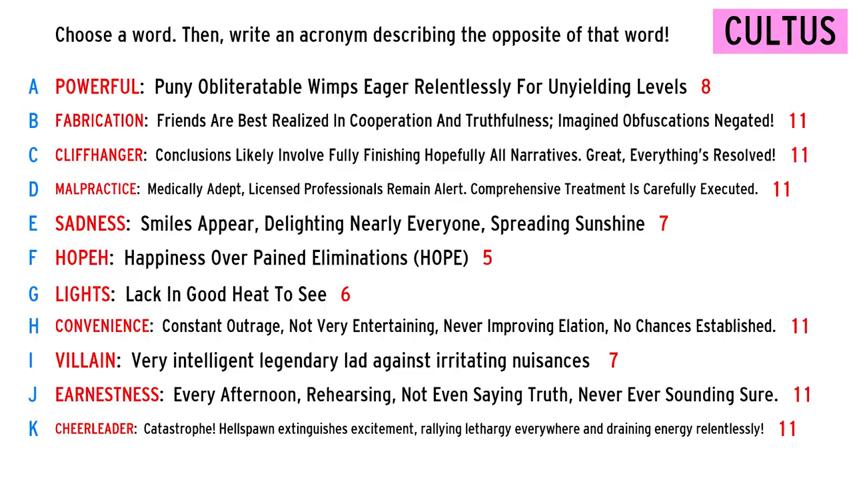 Choose a word. Then, write an acronym describing the opposite of that word!
CULTUS
A POWERFUL: Puny Obliteratable Wimps Eager Relentlessly For Unyielding Levels 8
B FABRICATION: Friends Are Best Realized In Cooperation And Truthfulness; Imagined Obfuscations Negated! 11
C CLIFFHANGER: Conclusions Likely Involve Fully Finishing Hopefully All Narratives. Great, Everything's Resolved! 11
D MALPRACTICE: Medically Adept, Licensed Professionals Remain Alert. Comprehensive Treatment Is Carefully Executed. 11
E SADNESS: Smiles Appear, Delighting Nearly Everyone, Spreading Sunshine 7
F HOPEH: Happiness Over Pained Eliminations (HOPE) 5
G LIGHTS: Lack In Good Heat To See 6
H CONVENIENCE: Constant Outrage, Not Very Entertaining, Never Improving Elation, No Chances Established. 11
I VILLAIN: Very intelligent legendary lad against irritating nuisances 7
J EARNESTNESS: Every Afternoon, Rehearsing, Not Even Saying Truth, Never Ever Sounding Sure. 11
K CHEERLEADER: Catastrophe! Hellspawn extinguishes excitement, rallying lethargy everywhere and draining energy relentlessly! 11